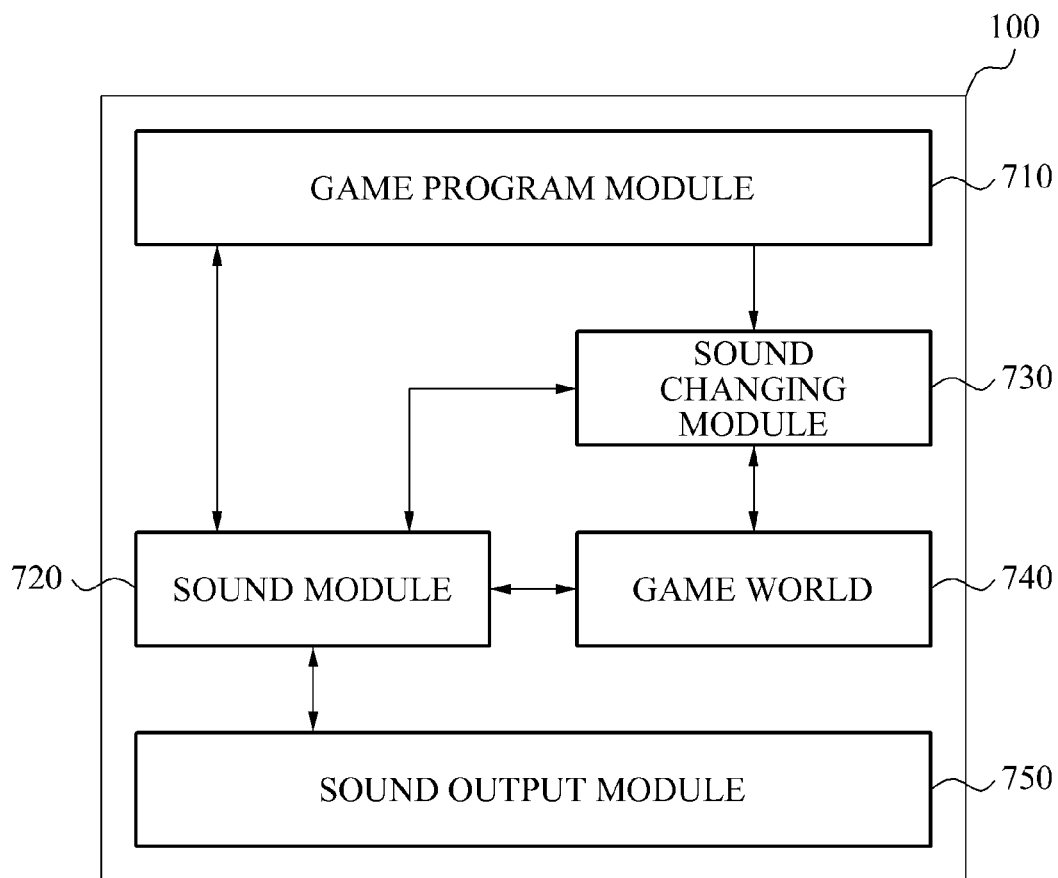 100
GAME PROGRAM MODULE
710
SOUND
CHANGING
MODULE
730
720
SOUND MODULE
GAME WORLD
740
SOUND OUTPUT MODULE
750